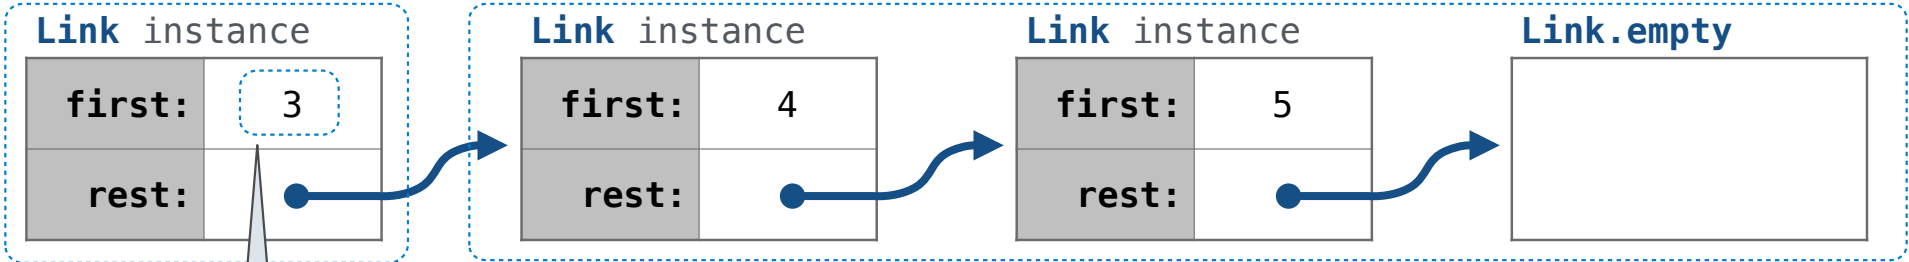 Link instance
first: 3
rest:
Link instance
first: 4
rest:
Link instance
first: 5
rest:
Link.empty